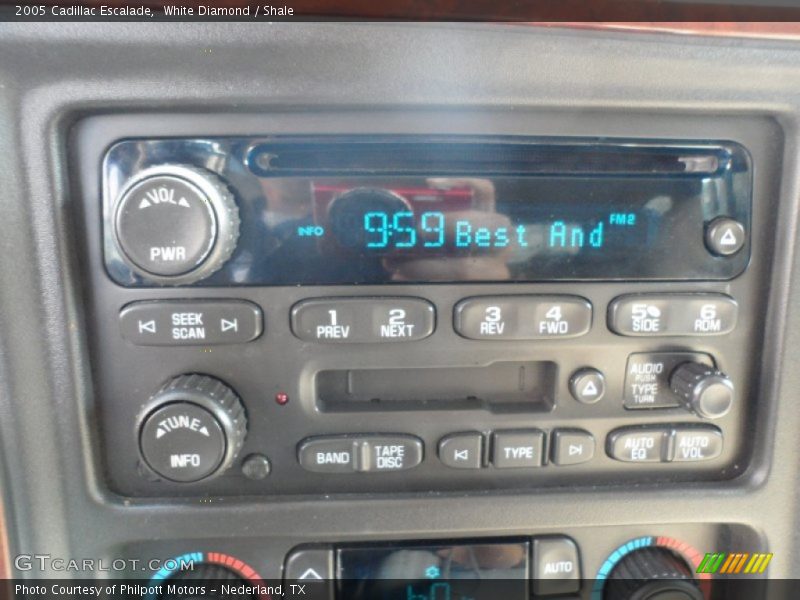 2005 Cadillac Escalade, White Diamond / Shale
VOL
PWR
INFO 9:59 Best And FM2
SEEK
SCAN
1
PREV
2
NEXT
3
REV
4
FWD
5
SIDE
6
RDM
AUDIO
PUSH
TYPE
TURN
TUNE
INFO
BAND
TAPE
DISC
TYPE
AUTO
EQ
AUTO
VOL
AUTO
GTCarlot.com
Photo Courtesy of Philpott Motors - Nederland, TX